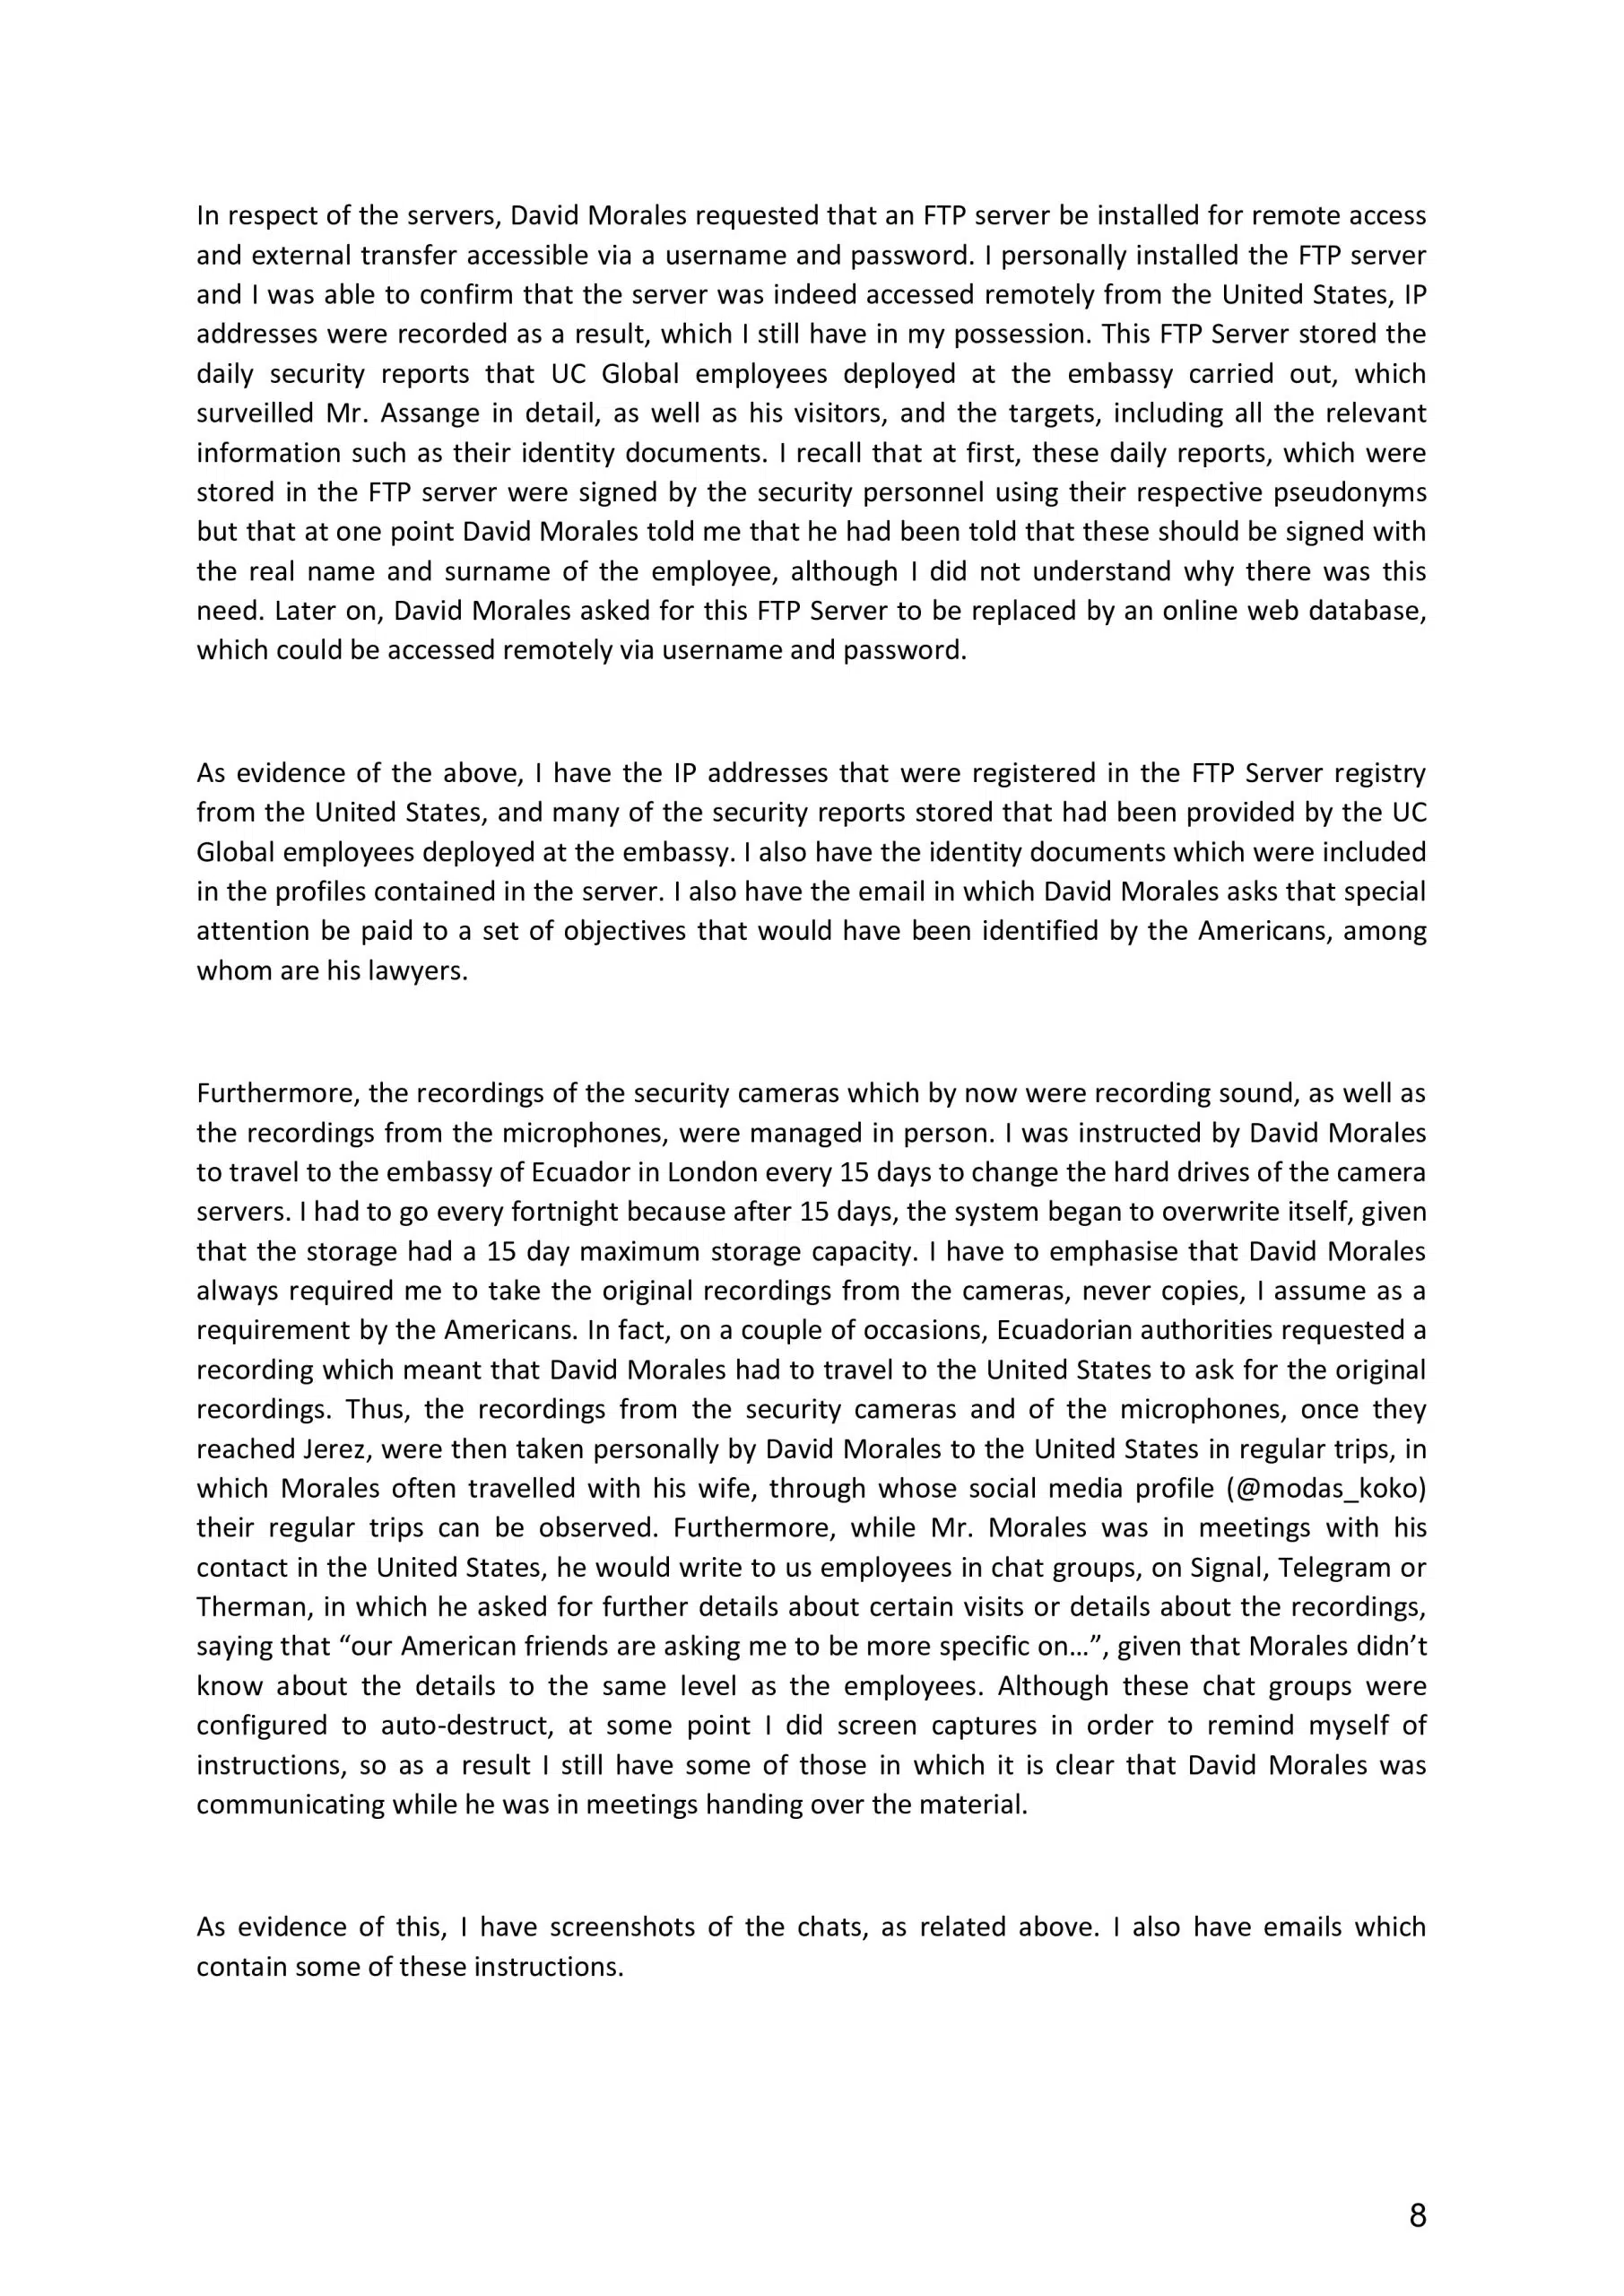 In respect of the servers, David Morales requested that an FTP server be installed for remote access
and external transfer accessible via a username and password. I personally installed the FTP server
and I was able to confirm that the server was indeed accessed remotely from the United States, IP
addresses were recorded as a result, which I still have in my possession. This FTP Server stored the
daily security reports that UC Global employees deployed at the embassy carried out, which
surveilled Mr. Assange in detail, as well as his visitors, and the targets, including all the relevant
information such as their identity documents. I recall that at first, these daily reports, which were
stored in the FTP server were signed by the security personnel using their respective pseudonyms
but that at one point David Morales told me that he had been told that these should be signed with
the real name and surname of the employee, although I did not understand why there was this
need. Later on, David Morales asked for this FTP Server to be replaced by an online web database,
which could be accessed remotely via username and password.
As evidence of the above, I have the IP addresses that were registered in the FTP Server registry
from the United States, and many of the security reports stored that had been provided by the UC
Global employees deployed at the embassy. I also have the identity documents which were included
in the profiles contained in the server. I also have the email in which David Morales asks that special
attention be paid to a set of objectives that would have been identified by the Americans, among
whom are his lawyers.
Furthermore, the recordings of the security cameras which by now were recording sound, as well as
the recordings from the microphones, were managed in person. I was instructed by David Morales
to travel to the embassy of Ecuador in London every 15 days to change the hard drives of the camera
servers. I had to go every fortnight because after 15 days, the system began to overwrite itself, given
that the storage had a 15 day maximum storage capacity. I have to emphasise that David Morales
always required me to take the original recordings from the cameras, never copies, I assume as a
requirement by the Americans. In fact, on a couple of occasions, Ecuadorian authorities requested a
recording which meant that David Morales had to travel to the United States to ask for the original
recordings. Thus, the recordings from the security cameras and of the microphones, once they
reached Jerez, were then taken personally by David Morales to the United States in regular trips, in
which Morales often travelled with his wife, through whose social media profile (@modas_koko)
their regular trips can be observed. Furthermore, while Mr. Morales was in meetings with his
contact in the United States, he would write to us employees in chat groups, on Signal, Telegram or
Therman, in which he asked for further details about certain visits or details about the recordings,
saying that “our American friends are asking me to be more specific on…”, given that Morales didn’t
know about the details to the same level as the employees. Although these chat groups were
configured to auto-destruct, at some point I did screen captures in order to remind myself of
instructions, so as a result I still have some of those in which it is clear that David Morales was
communicating while he was in meetings handing over the material.
As evidence of this, I have screenshots of the chats, as related above. I also have emails which
contain some of these instructions.
8